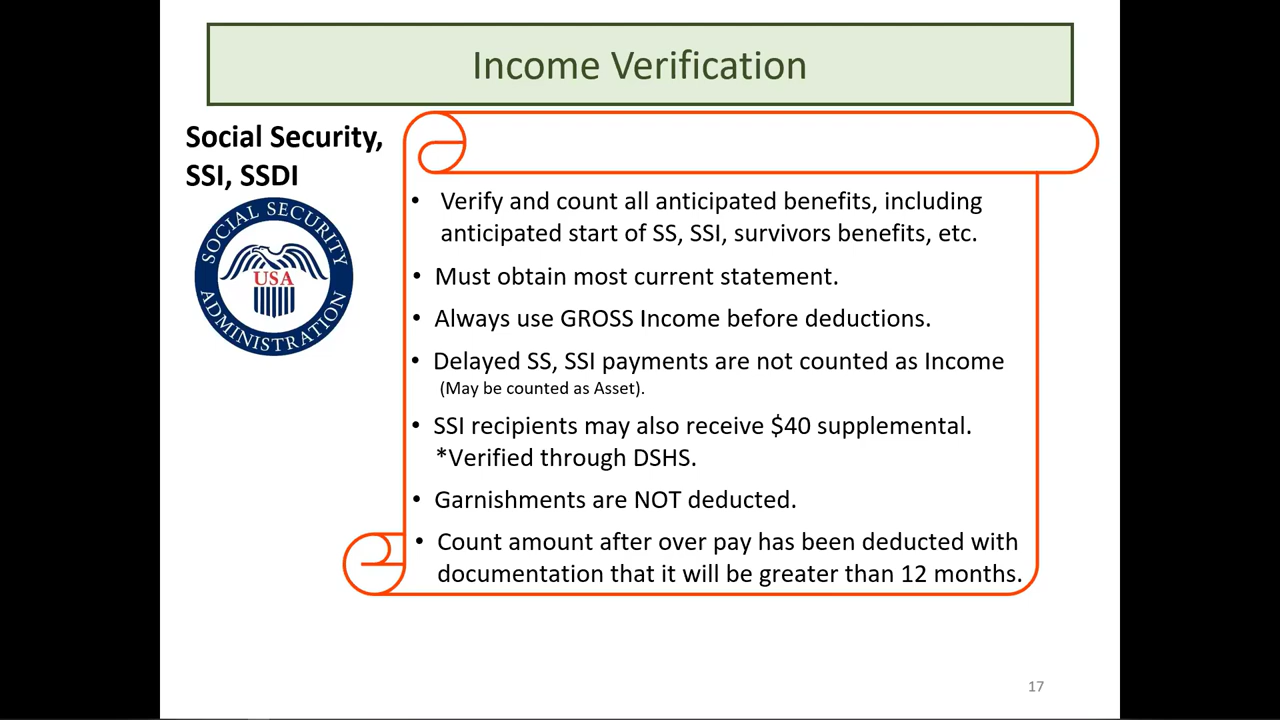 Income Verification
Social Security,
SSI, SSDI
SOCIAL SECURITY
USA
ADMINISTRATION
• Verify and count all anticipated benefits, including
anticipated start of SS, SSI, survivors benefits, etc.
• Must obtain most current statement.
• Always use GROSS Income before deductions.
• Delayed SS, SSI payments are not counted as Income
(May be counted as Asset).
• SSI recipients may also receive $40 supplemental.
*Verified through DSHS.
• Garnishments are NOT deducted.
• Count amount after over pay has been deducted with
documentation that it will be greater than 12 months.
17